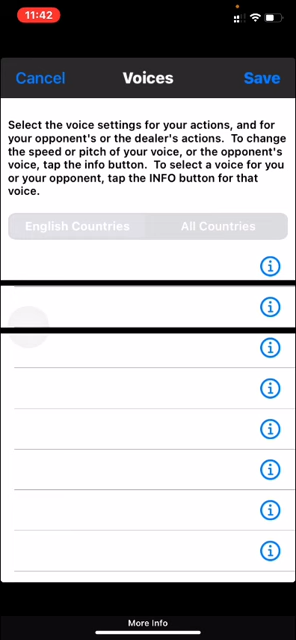 11:42
Cancel Voices Save
Select the voice settings for your actions, and for
your opponent's or the dealer's actions.  To change
the speed or pitch of your voice, or the opponent's
voice, tap the info button.  To select a voice for you
or your opponent, tap the INFO button for that
voice.
English Countries All Countries
More Info